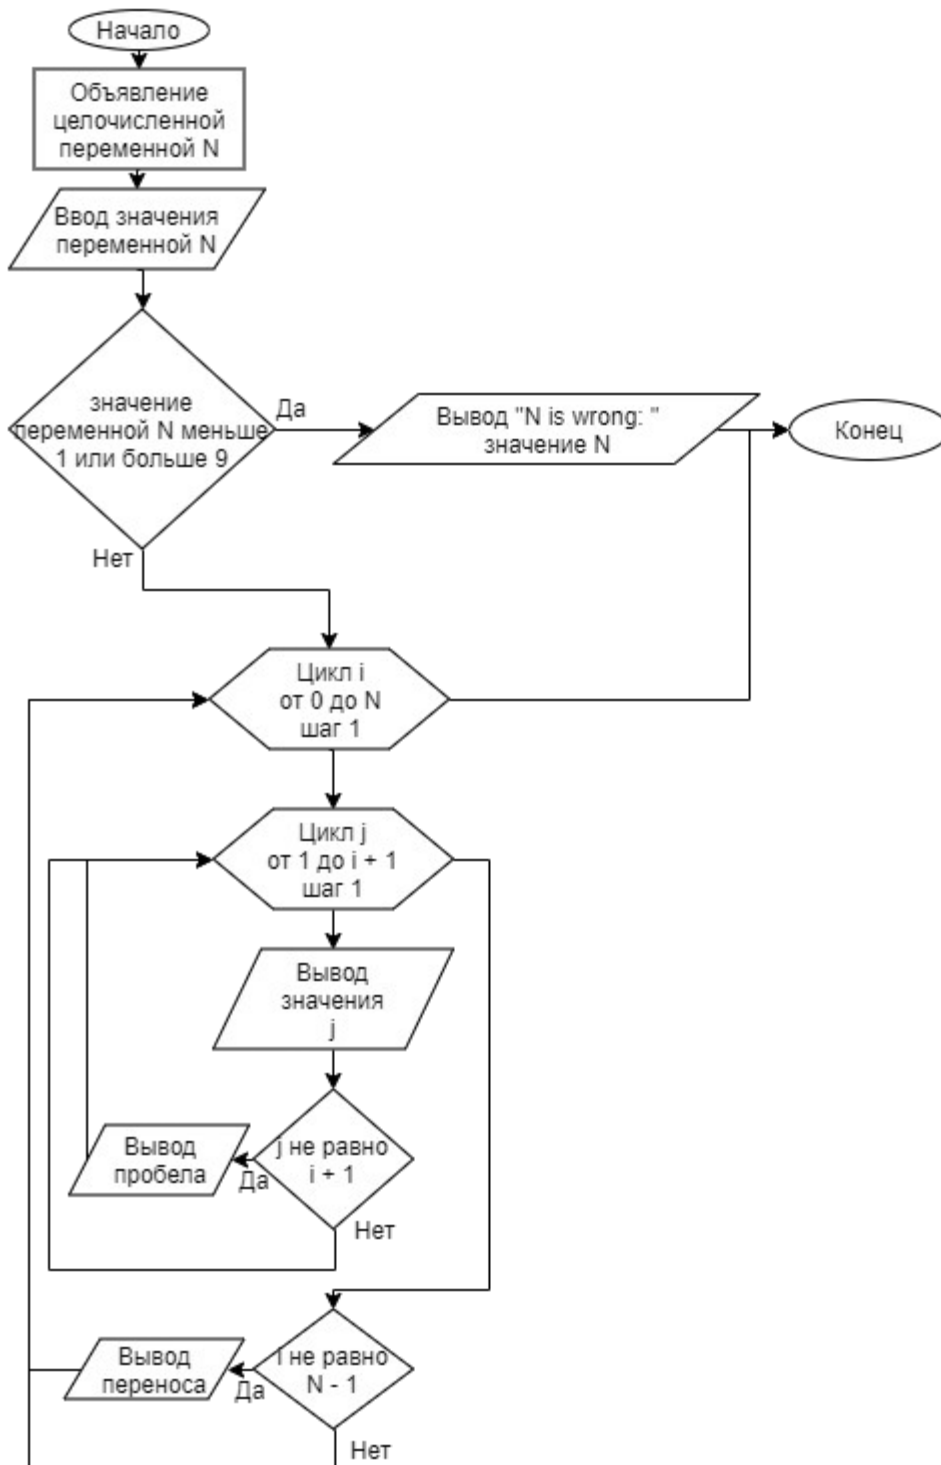 Начало
Объявление
целочисленной
переменной N
Ввод значения
переменной N
значение
переменной N меньше
1 или больше 9
Да
Вывод "N is wrong: "
значение N
Конец
Нет
Цикл i
от 0 до N
шаг 1
Цикл j
от 1 до i + 1
шаг 1
Вывод
значения
j
j не равно
i + 1
Да
Вывод
пробела
Нет
i не равно
N - 1
Да
Вывод
переноса
Нет